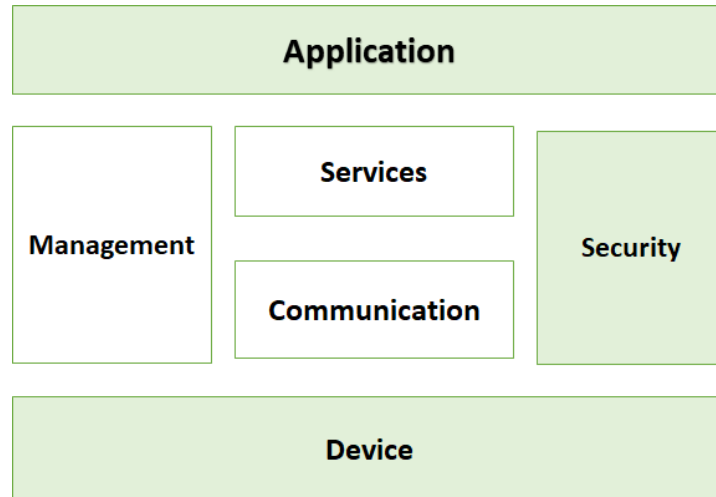 Application
Services
Management
Security
Communication
Device